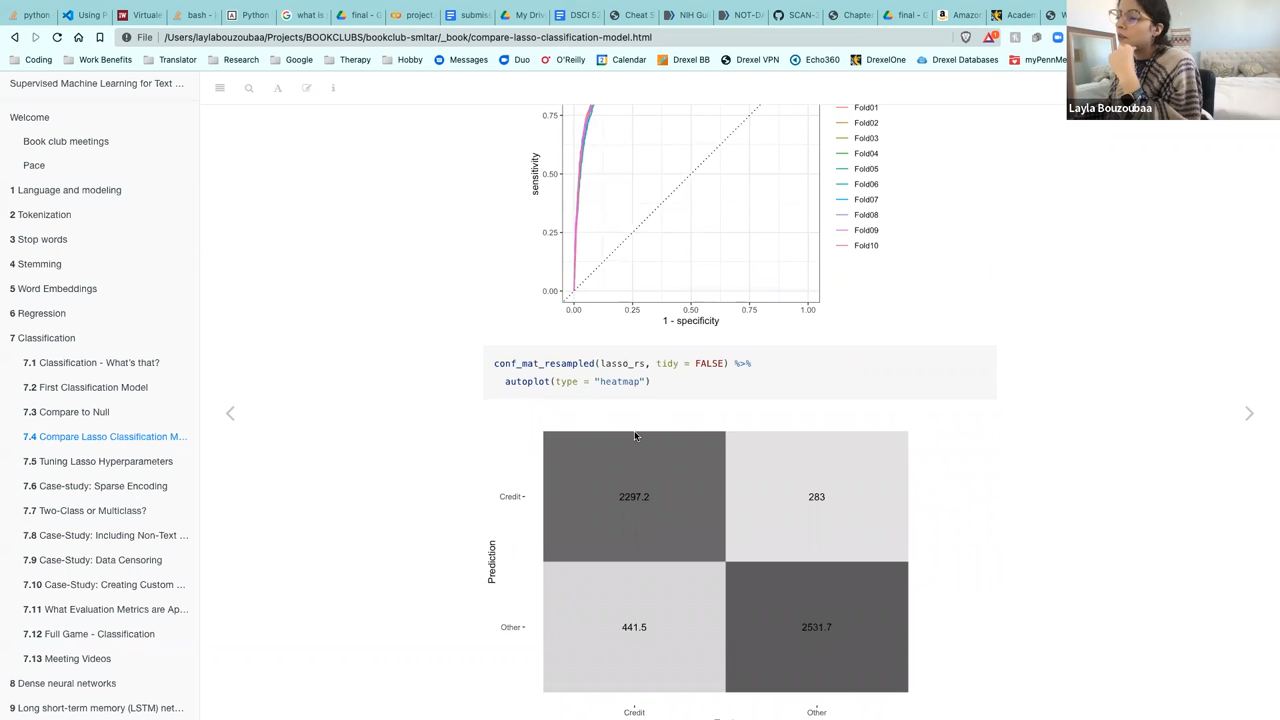 python
Using P
Virtuale
bash –
Python
what is
final - G
project.
submiss
My Driv
DSCI 52
Cheat S
NIH Gu
NOT-DA
SCAN-2
Chapter
final - G
Amazor
Academ
W
File /Users/laylabouzoubaa/Projects/BOOKCLUBS/bookclub-smltar/_book/compare-lasso-classification-model.html
Coding Work Benefits Translator Research Google Therapy Hobby Messages Duo O'Reilly Calendar Drexel BB Drexel VPN Echo360 DrexelOne Drexel Databases myPennMe
Layla Bouzoubaa
Supervised Machine Learning for Text ...
Welcome
Book club meetings
Pace
1 Language and modeling
2 Tokenization
3 Stop words
4 Stemming
5 Word Embeddings
6 Regression
7 Classification
7.1 Classification - What's that?
7.2 First Classification Model
7.3 Compare to Null
7.4 Compare Lasso Classification M...
7.5 Tuning Lasso Hyperparameters
7.6 Case-study: Sparse Encoding
7.7 Two-Class or Multiclass?
7.8 Case-Study: Including Non-Text ...
7.9 Case-Study: Data Censoring
7.10 Case-Study: Creating Custom ...
7.11 What Evaluation Metrics are Ap...
7.12 Full Game - Classification
7.13 Meeting Videos
8 Dense neural networks
9 Long short-term memory (LSTM) net...
0.75
0.50
0.25
0.00
sensitivity
0.00 0.25 0.50 0.75 1.00
1 - specificity
Fold01
Fold02
Fold03
Fold04
Fold05
Fold06
Fold07
Fold08
Fold09
Fold10
conf_mat_resampled(lasso_rs, tidy = FALSE) %>%
autoplot(type = "heatmap")
Prediction
Credit 2297.2 283
Other 441.5 2531.7
Credit Other